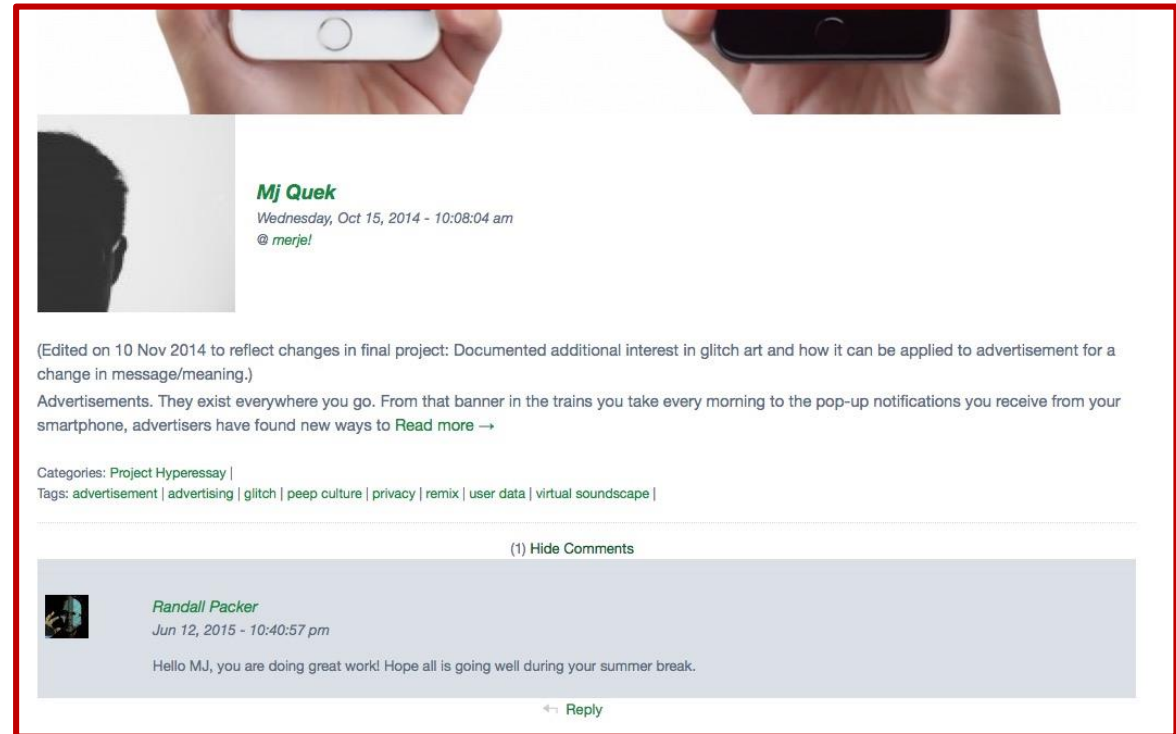 Mj Quek
Wednesday, Oct 15, 2014 - 10:08:04 am
@ merje!
(Edited on 10 Nov 2014 to reflect changes in final project: Documented additional interest in glitch art and how it can be applied to advertisement for a
change in message/meaning.)
Advertisements. They exist everywhere you go. From that banner in the trains you take every morning to the pop-up notifications you receive from your
smartphone, advertisers have found new ways to Read more →
Categories: Project Hyperessay |
Tags: advertisement | advertising | glitch | peep culture | privacy | remix | user data | virtual soundscape |
(1) Hide Comments
Randall Packer
Jun 12, 2015 - 10:40:57 pm
Hello MJ, you are doing great work! Hope all is going well during your summer break.
Reply